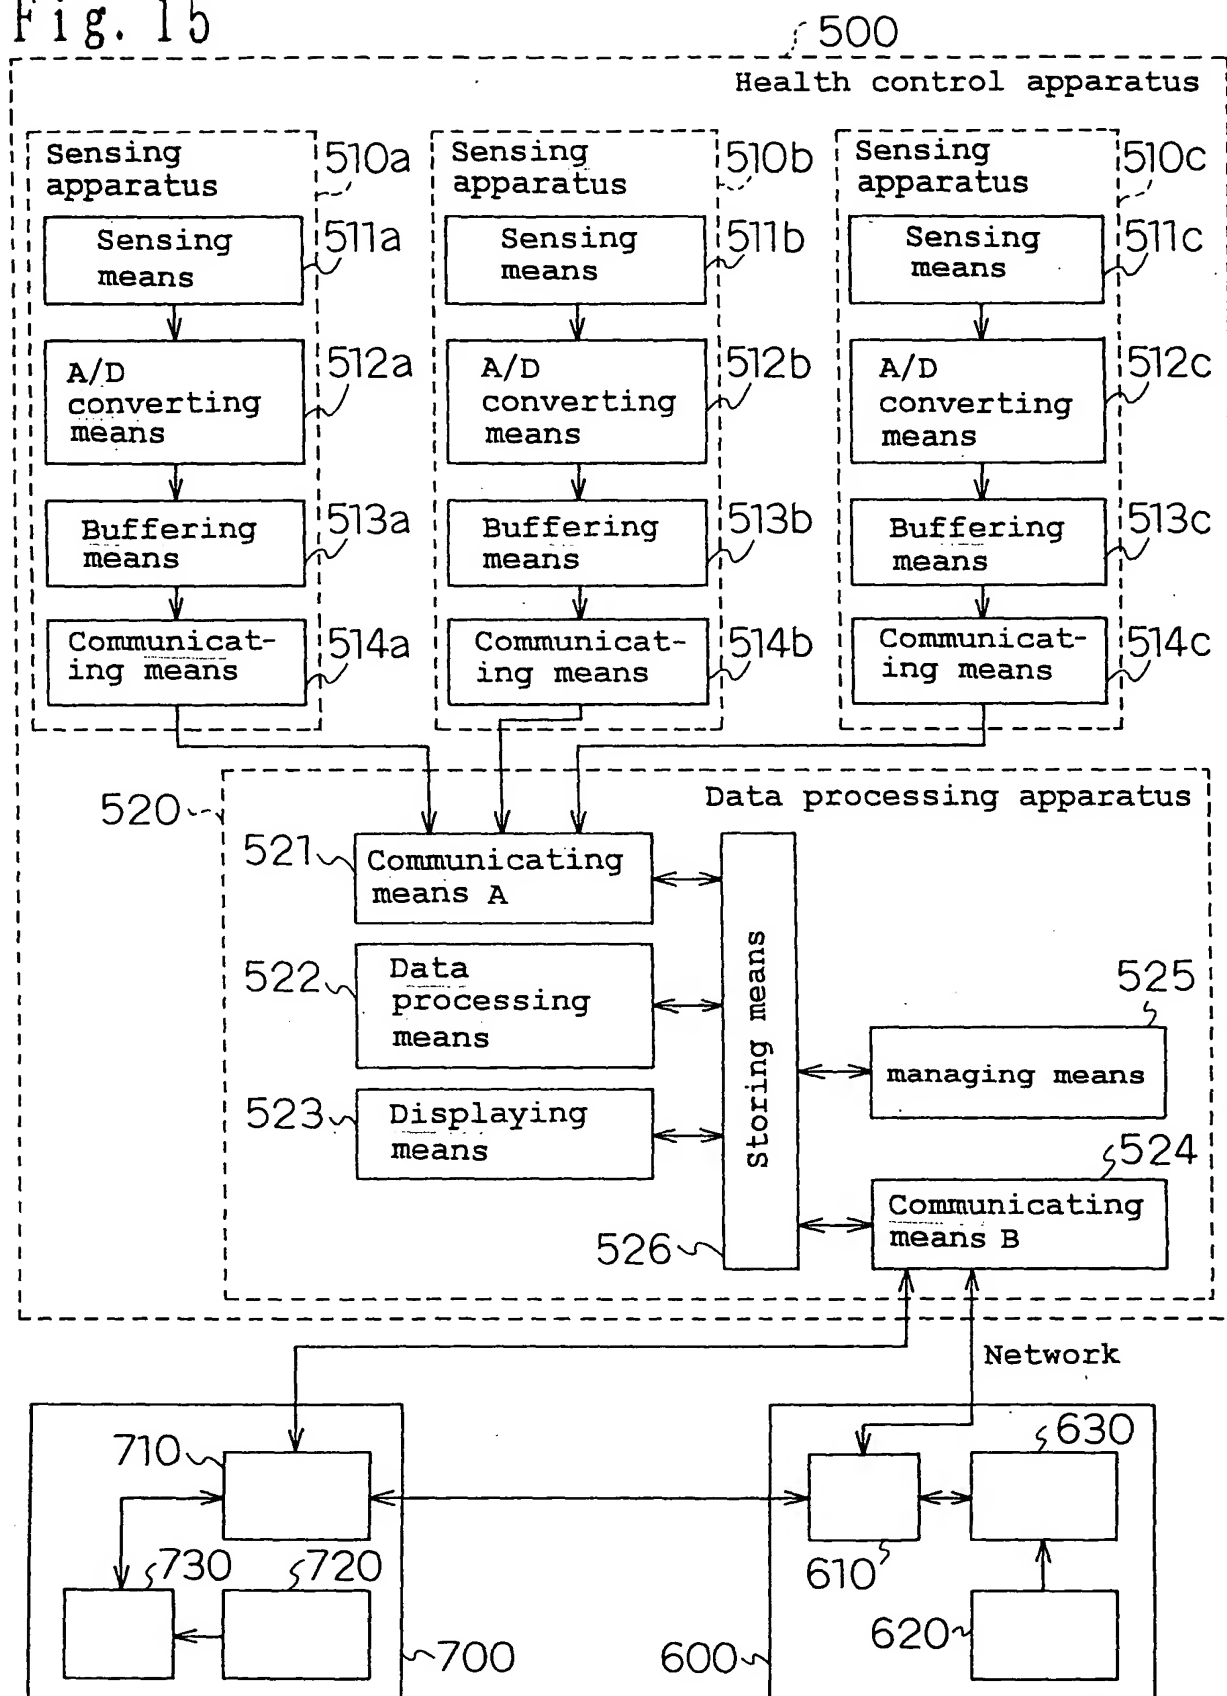 Fig. 15
500
Health control apparatus
Sensing
apparatus
510a
Sensing
means
511a
A/D
converting
means
512a
Buffering
means
513a
Communicat-
ing means
514a
Sensing
apparatus
510b
Sensing
means
511b
A/D
converting
means
512b
Buffering
means
513b
Communicat-
ing means
514b
Sensing
apparatus
510c
Sensing
means
511c
A/D
converting
means
512c
Buffering
means
513c
Communicat-
ing means
514c
520
Data processing apparatus
521
Communicating
means A
522
Data
processing
means
523
Displaying
means
Storing means
526
525
managing means
524
Communicating
means B
Network
710
730
720
700
630
610
620
600